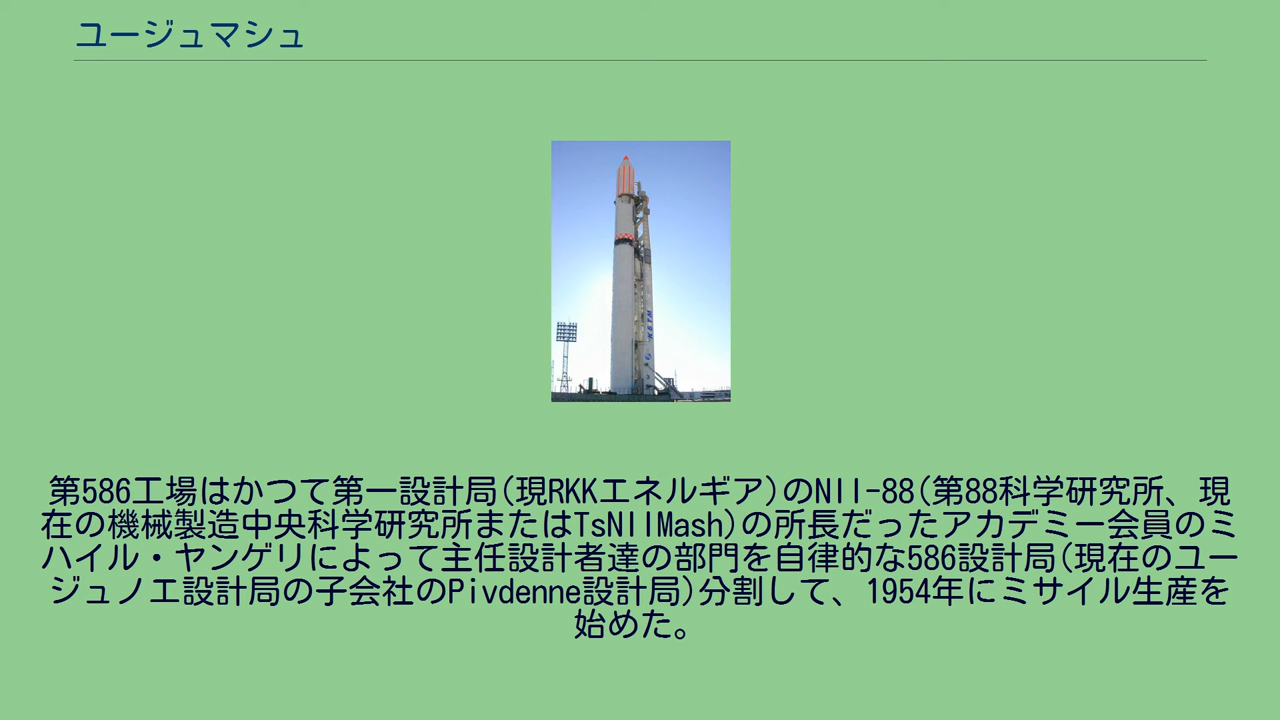 ユージュマシュ
第586工場はかつて第一設計局(現RKKエネルギア)のNII-88(第88科学研究所、現
在の機械製造中央科学研究所またはTsNIIMash)の所長だったアカデミー会員のミ
ハイル・ヤンゲリによって主任設計者達の部門を自律的な586設計局(現在のユー
ジュノエ設計局の子会社のPivdenne設計局)分割して、1954年にミサイル生産を
始めた。